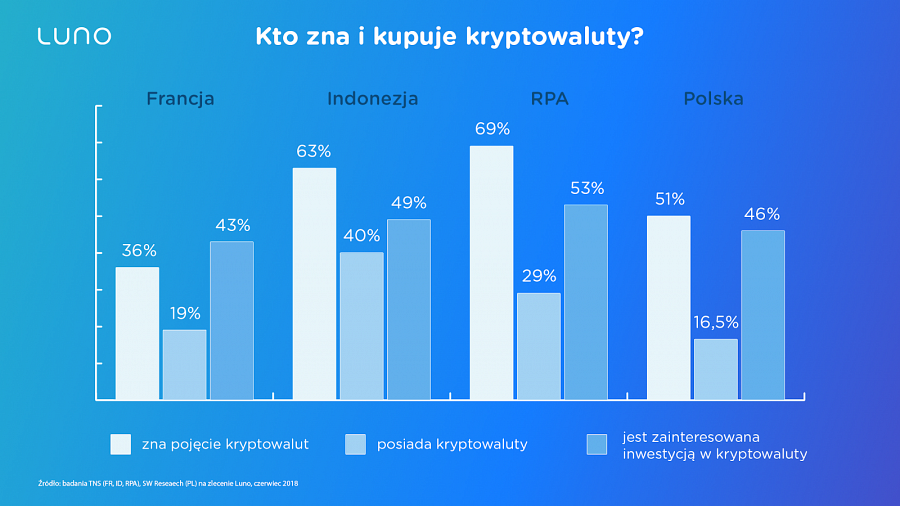 LUNO
Kto zna i kupuje kryptowaluty?
Francja
Indonezja
RPA
Polska
36%
19%
43%
63%
40%
49%
69%
29%
53%
51%
16,5%
46%
zna pojęcie kryptowalut
posiada kryptowaluty
jest zainteresowana
inwestycją w kryptowaluty
Źródło: badania TNS (FR, ID, RPA), SW Reseaech (PL) na zlecenie Luno, czerwiec 2018